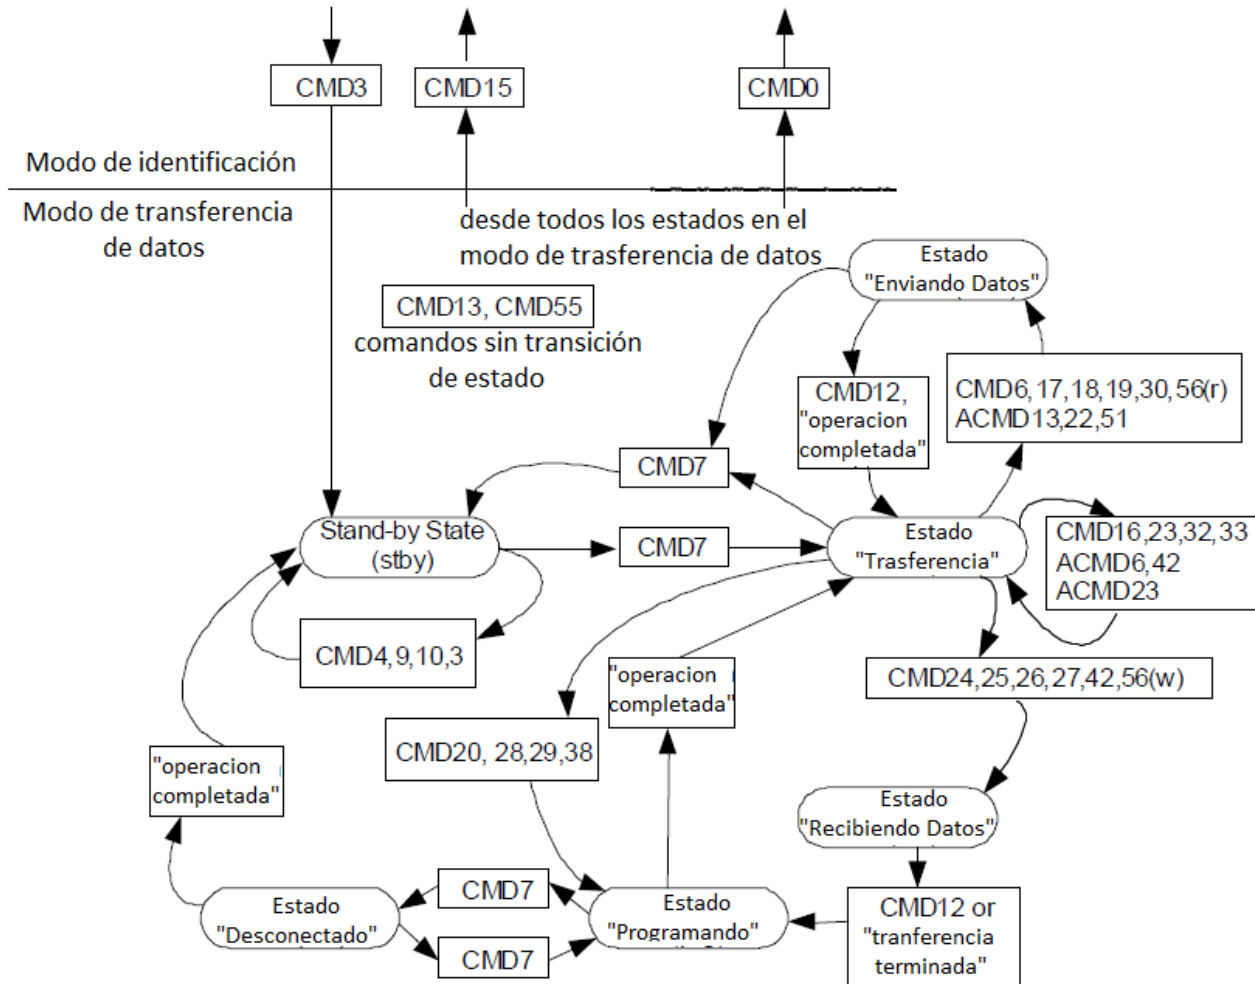 CMD3
CMD15
CMD0
Modo de identificación
Modo de transferencia
de datos
desde todos los estados en el
modo de trasferencia de datos
Estado
"Enviando Datos"
CMD13, CMD55
comandos sin transición
de estado
CMD12,
"operacion
completada"
CMD6,17,18,19,30,56(r)
ACMD13,22,51
CMD7
Stand-by State
(stby)
CMD7
Estado
"Trasferencia"
CMD16,23,32,33
ACMD6,42
ACMD23
CMD4,9,10,3
"operacion
completada"
CMD24,25,26,27,42,56(w)
CMD20, 28,29,38
"operacion
completada"
Estado
"Recibiendo Datos"
CMD7
Estado
"Desconectado"
Estado
"Programando"
CMD7
CMD12 or
"tranferencia
terminada"